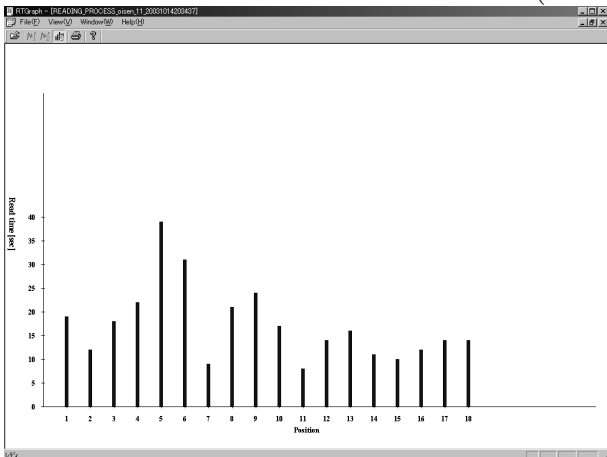 RTGraph - [READING_PROCESS_oisen_11_20031014203437]
File(F) View(V) Window(W) Help(H)
Read time [sec]
40
35
30
25
20
15
10
5
0
1 2 3 4 5 6 7 8 9 10 11 12 13 14 15 16 17 18
Position